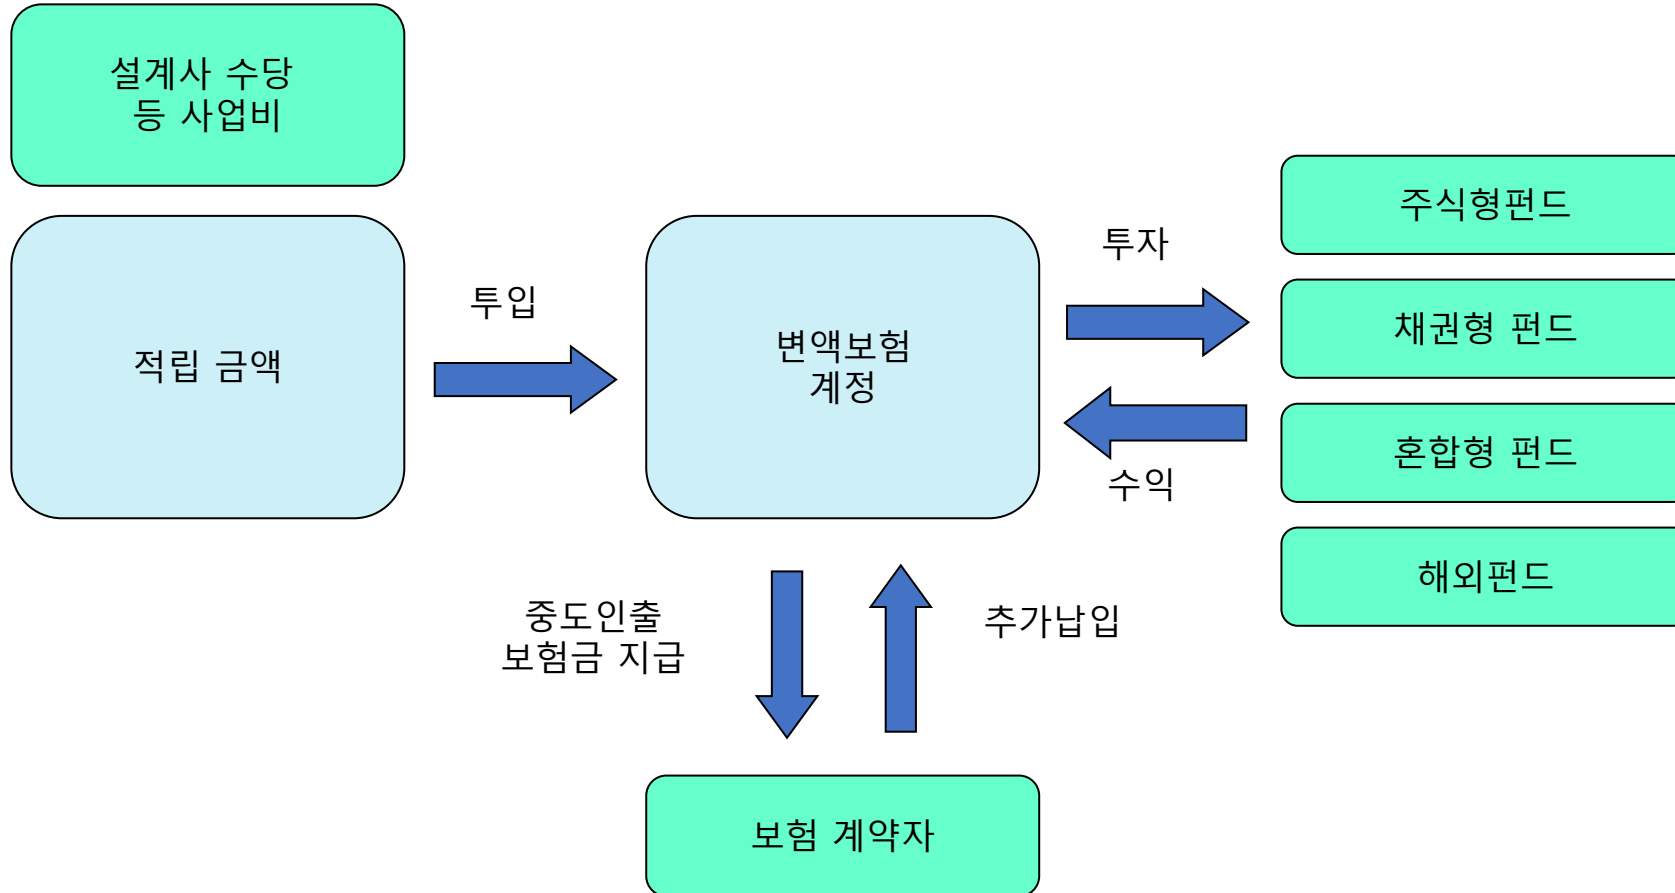 설계사 수당
등 사업비
적립 금액
투입
변액보험
계정
투자
수익
주식형펀드
채권형 펀드
혼합형 펀드
해외펀드
중도인출
보험금 지급
추가납입
보험 계약자